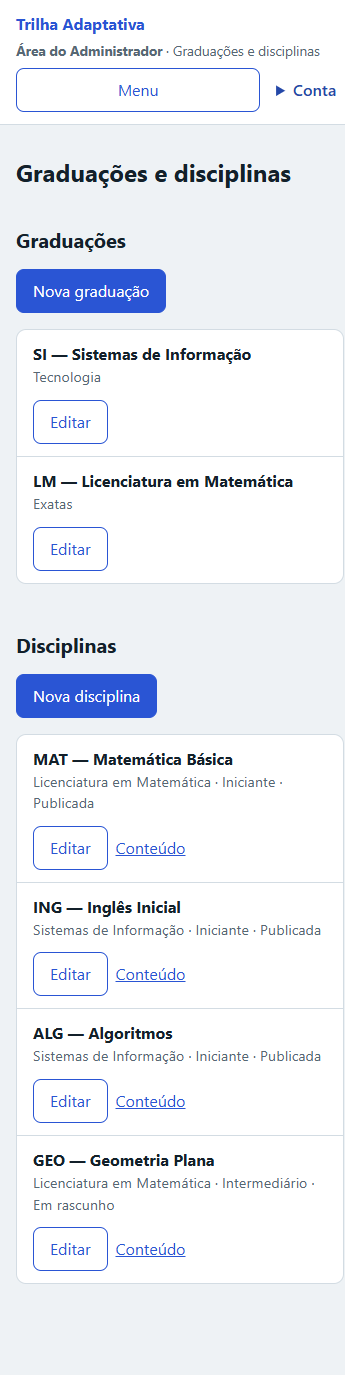 Trilha Adaptativa
Área do Administrador · Graduações e disciplinas
Menu
Conta
Graduações e disciplinas
Graduações
Nova graduação
SI — Sistemas de Informação
Tecnologia
Editar
LM — Licenciatura em Matemática
Exatas
Editar
Disciplinas
Nova disciplina
MAT — Matemática Básica
Licenciatura em Matemática · Iniciante ·
Publicada
Editar Conteúdo
ING — Inglês Inicial
Sistemas de Informação · Iniciante · Publicada
Editar Conteúdo
ALG — Algoritmos
Sistemas de Informação · Iniciante · Publicada
Editar Conteúdo
GEO — Geometria Plana
Licenciatura em Matemática · Intermediário ·
Em rascunho
Editar Conteúdo